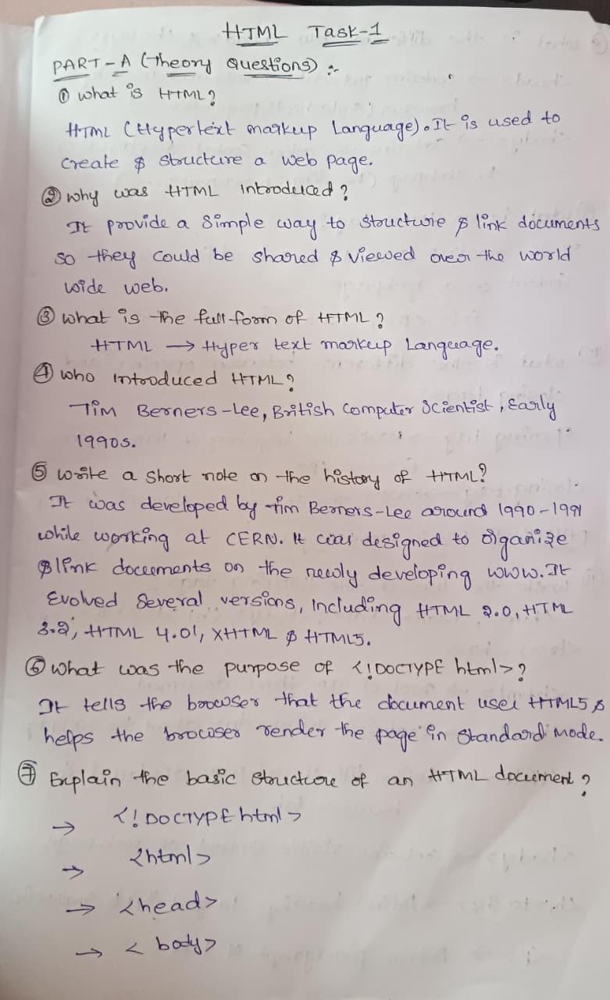 HTML Task-1
PART-A (Theory Questions) :-
① What is HTML?
HTML (Hypertext markup Language). It is used to
create & structure a web page.
② Why was HTML introduced?
It provide a simple way to structure & link documents
so they could be shared & viewed over the world
wide web.
③ What is the full-form of HTML?
HTML → Hyper text markup Language.
④ Who introduced HTML?
Tim Berners-Lee, British Computer Scientist, Early
1990s.
⑤ Write a short note on the history of HTML?
It was developed by tim Berners-Lee around 1990-1991
while working at CERN. It was designed to organize
& link documents on the newly developing www. It
Evolved several versions, including HTML 2.0, HTML
3.2, HTML 4.01, XHTML & HTML5.
⑥ What was the purpose of <!DOCTYPE html>?
It tells the browser that the document uses HTML5 &
helps the browser render the page in standard mode.
⑦ Explain the basic structure of an HTML document?
→ <!DOCTYPE html>
→ <html>
→ <head>
→ < body>